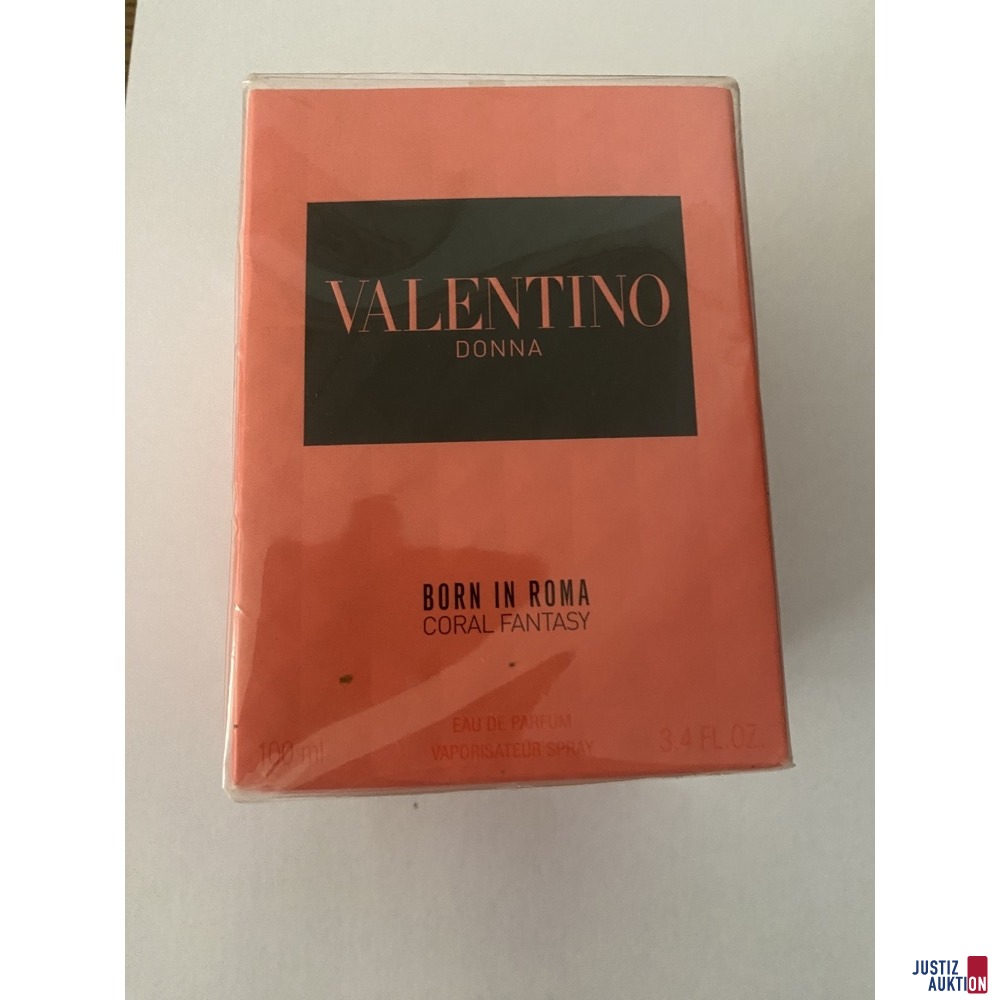 VALENTINO
DONNA
BORN IN ROMA
CORAL FANTASY
EAU DE PARFUM
100 ml VAPORISATEUR SPRAY 3.4 FL.OZ.
JUSTIZ
AUKTION